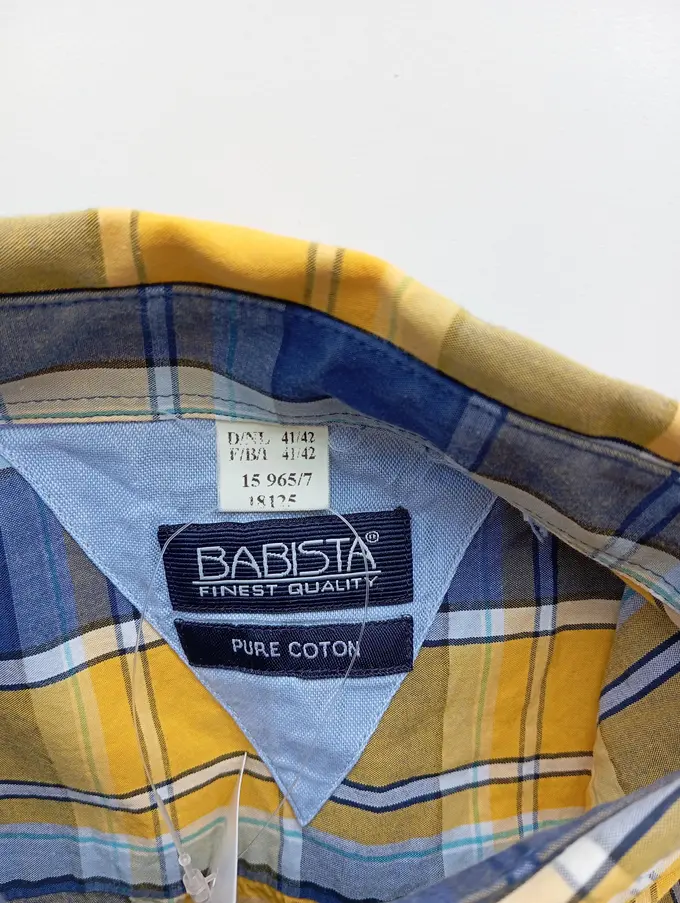 D/NL 41/42
F/B/I 41/42
15 965/7
18125
BABISTA®
FINEST QUALITY
PURE COTON